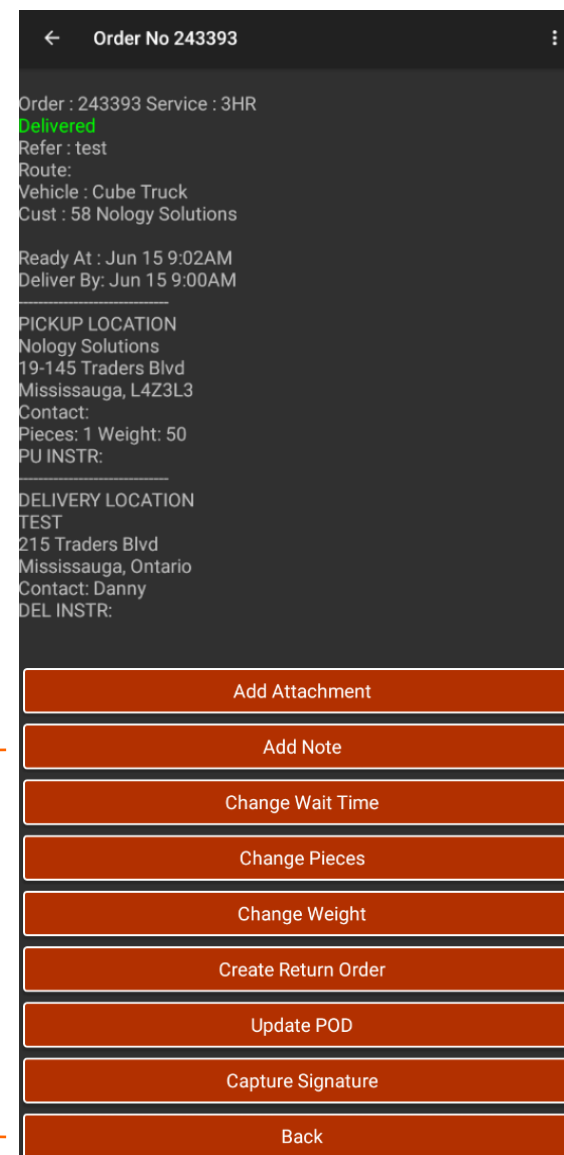 Order No 243393
Order : 243393 Service : 3HR
Delivered
Refer : test
Route:
Vehicle : Cube Truck
Cust : 58 Nology Solutions
Ready At : Jun 15 9:02AM
Deliver By: Jun 15 9:00AM
------------------------------
PICKUP LOCATION
Nology Solutions
19-145 Traders Blvd
Mississauga, L4Z3L3
Contact:
Pieces: 1 Weight: 50
PU INSTR:
------------------------------
DELIVERY LOCATION
TEST
215 Traders Blvd
Mississauga, Ontario
Contact: Danny
DEL INSTR:
Add Attachment
Add Note
Change Wait Time
Change Pieces
Change Weight
Create Return Order
Update POD
Capture Signature
Back